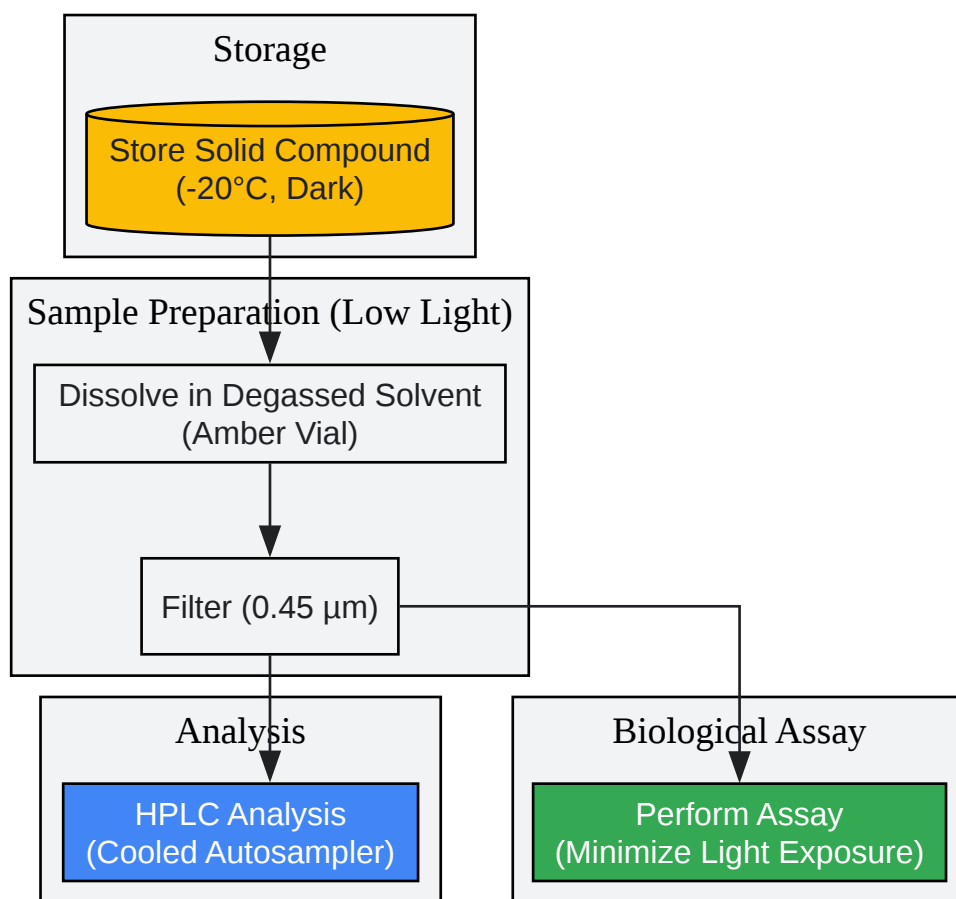 Storage
Store Solid Compound
(-20°C, Dark)
Sample Preparation (Low Light)
Dissolve in Degassed Solvent
(Amber Vial)
Filter (0.45 µm)
Analysis
HPLC Analysis
(Cooled Autosampler)
Biological Assay
Perform Assay
(Minimize Light Exposure)